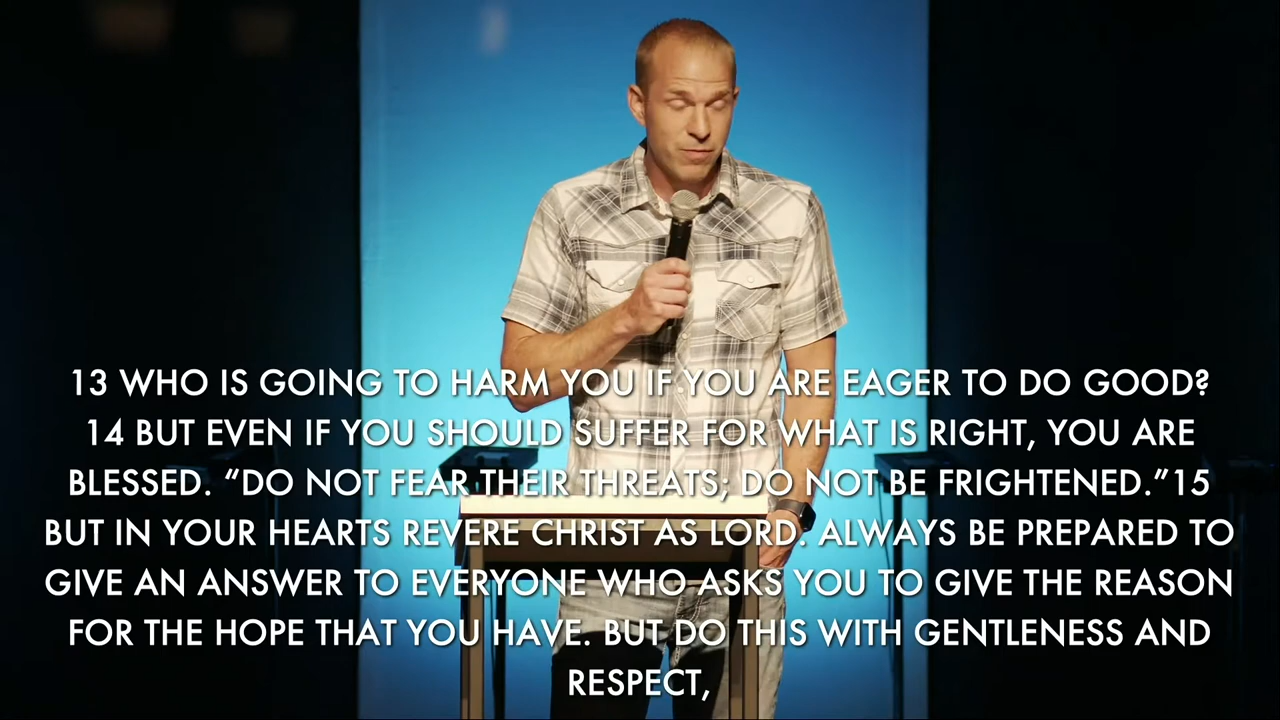 13 WHO IS GOING TO HARM YOU IF YOU ARE EAGER TO DO GOOD?
14 BUT EVEN IF YOU SHOULD SUFFER FOR WHAT IS RIGHT, YOU ARE
BLESSED. “DO NOT FEAR THEIR THREATS; DO NOT BE FRIGHTENED.”15
BUT IN YOUR HEARTS REVERE CHRIST AS LORD. ALWAYS BE PREPARED TO
GIVE AN ANSWER TO EVERYONE WHO ASKS YOU TO GIVE THE REASON
FOR THE HOPE THAT YOU HAVE. BUT DO THIS WITH GENTLENESS AND
RESPECT,